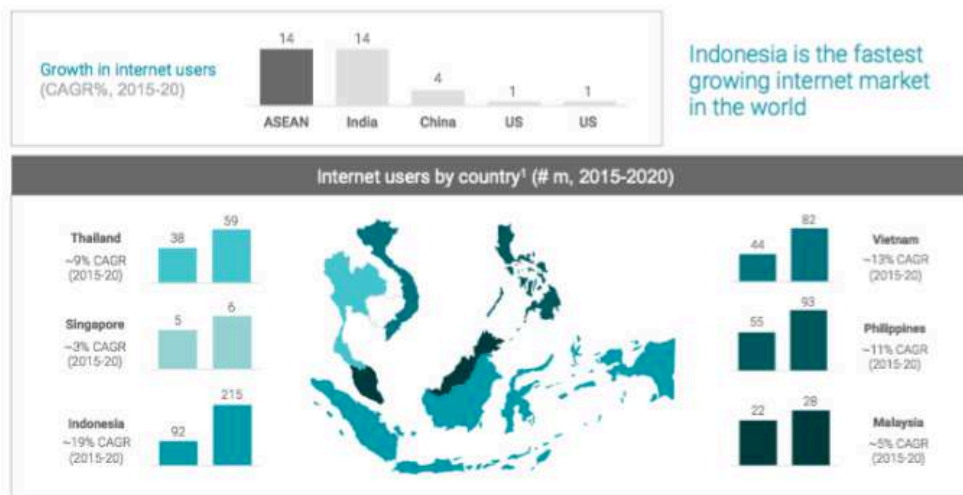 Growth in internet users
(CAGR%, 2015-20)
14
14
4
1
1
ASEAN
India
China
US
US
Indonesia is the fastest
growing internet market
in the world
Internet users by country¹ (# m, 2015-2020)
Thailand
~9% CAGR
(2015-20)
38
59
Singapore
~3% CAGR
(2015-20)
5
6
Indonesia
~19% CAGR
(2015-20)
92
215
44
82
Vietnam
~13% CAGR
(2015-20)
55
93
Philippines
~11% CAGR
(2015-20)
22
28
Malaysia
~5% CAGR
(2015-20)